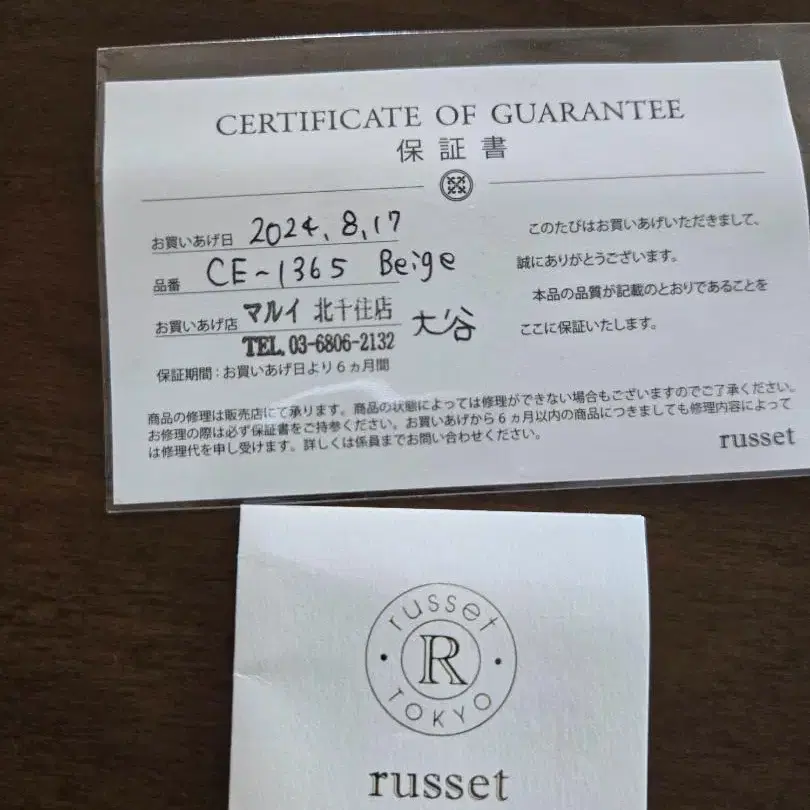 CERTIFICATE OF GUARANTEE
保証書
お買いあげ日 2024.8.17
品番 CE-1365 Beige
お買いあげ店 マルイ 北千住店 大谷
TEL. 03-6806-2132
保証期間:お買いあげ日より6ヵ月間
このたびはお買いあげいただきまして、
誠にありがとうございます。
本品の品質が記載のとおりであることを
ここに保証いたします。
商品の修理は販売店にて承ります。商品の状態によっては修理ができない場合もございますのでご了承ください。
お修理の際は必ず保証書をご持参ください。お買いあげから6ヵ月以内の商品につきましても修理内容によって
は修理代を申し受けます。詳しくは係員までお問い合わせください。
russet
russet
R
TOKYO
russet